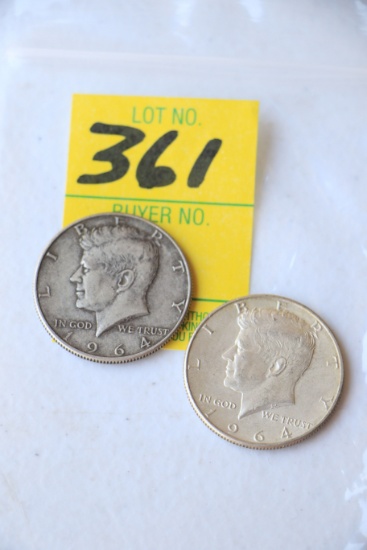 LOT NO.
361
BUYER NO.
LIBERTY
IN GOD WE TRUST
1964
LIBERTY
IN GOD WE TRUST
1964